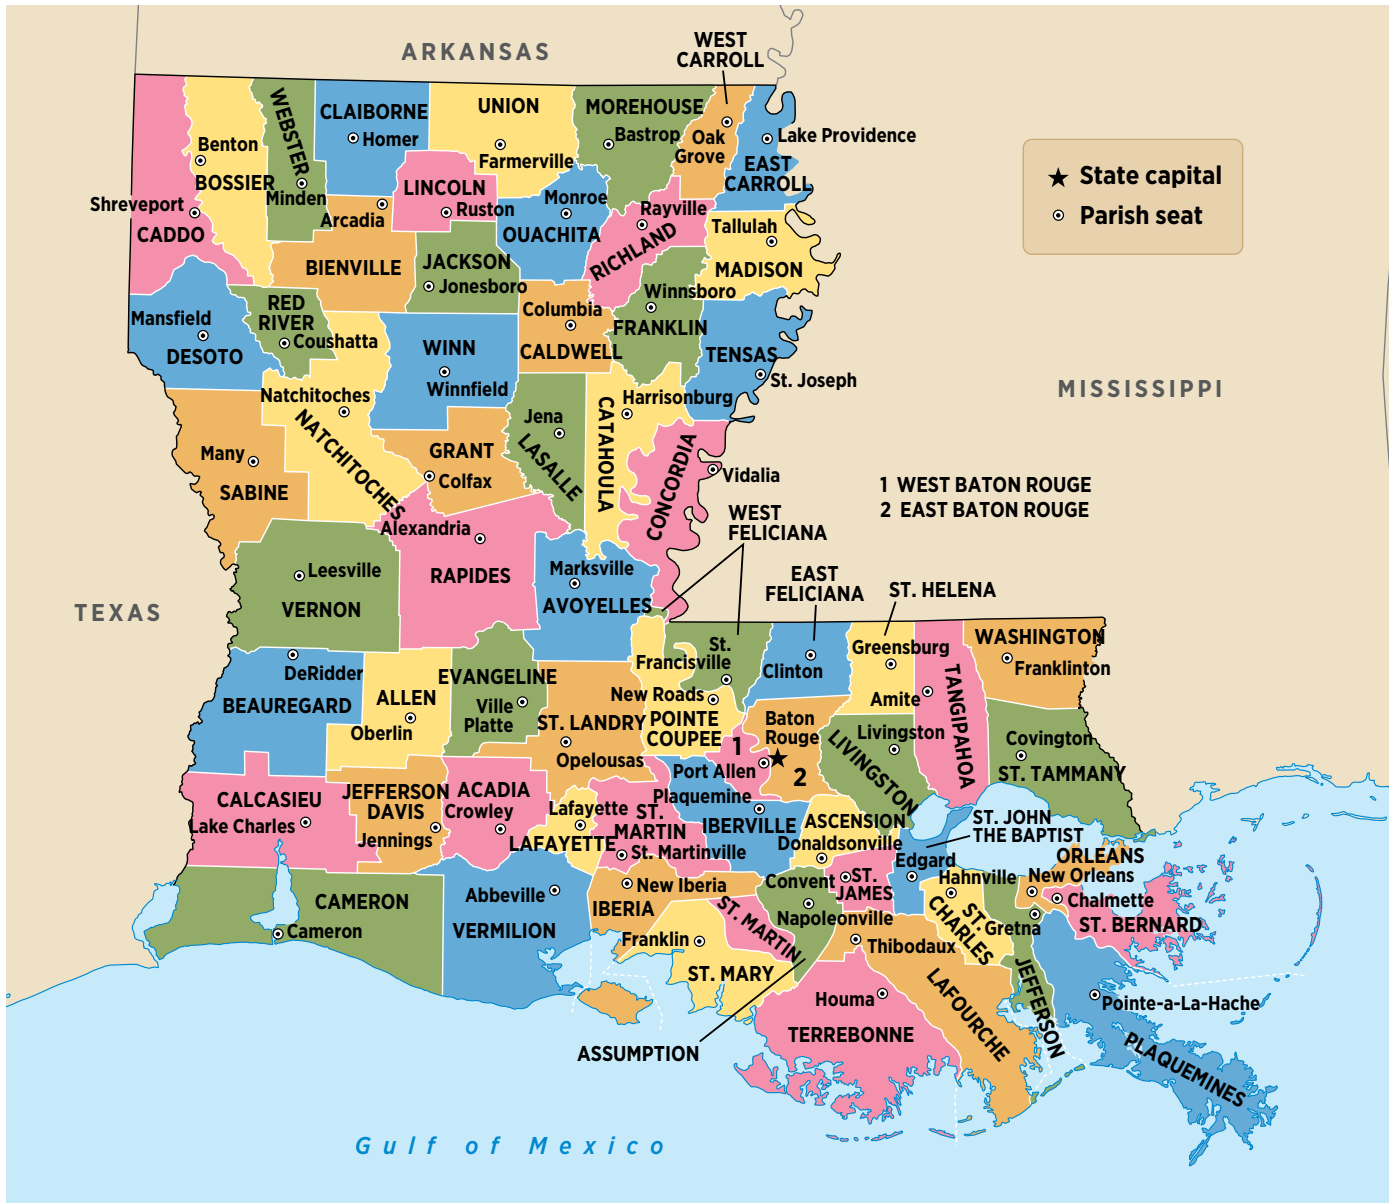 ARKANSAS
WEST
CARROLL
WEBSTER
CLAIBORNE
Homer
UNION
Farmerville
MOREHOUSE
Bastrop
Oak
Grove
Lake Providence
EAST
CARROLL
Benton
BOSSIER
Minden
LINCOLN
Ruston
Monroe
OUACHITA
Rayville
RICHLAND
Tallulah
MADISON
State capital
Parish seat
Shreveport
CADDO
Arcadia
BIENVILLE
JACKSON
Jonesboro
Winnsboro
FRANKLIN
Mansfield
DESOTO
RED
RIVER
Coushatta
WINN
Winnfield
Columbia
CALDWELL
TENSAS
St. Joseph
MISSISSIPPI
Natchitoches
NATCHITOCHES
Jena
LASALLE
CATAHOULA
Harrisonburg
CONCORDIA
Vidalia
Many
SABINE
GRANT
Colfax
1 WEST BATON ROUGE
2 EAST BATON ROUGE
Alexandria
RAPIDES
WEST
FELICIANA
Leesville
VERNON
Marksville
AVOYELLES
EAST
FELICIANA
ST. HELENA
TEXAS
DeRidder
BEAUREGARD
ALLEN
Oberlin
EVANGELINE
Ville
Platte
ST. LANDRY
Opelousas
St.
Francisville
New Roads
POINTE
COUPEE
Clinton
Greensburg
Amite
TANGIPAHOA
WASHINGTON
Franklinton
Baton
Rouge
1
2
Port Allen
LIVINGSTON
Livingston
Covington
ST. TAMMANY
CALCASIEU
Lake Charles
JEFFERSON
DAVIS
Jennings
ACADIA
Crowley
Lafayette
LAFAYETTE
ST.
MARTIN
St. Martinville
Plaquemine
IBERVILLE
ASCENSION
Donaldsonville
ST. JOHN
THE BAPTIST
Edgard
ORLEANS
New Orleans
Hahnville
ST.
CHARLES
Convent
ST.
JAMES
Napoleonville
Chalmette
ST. BERNARD
Gretna
JEFFERSON
CAMERON
Cameron
Abbeville
VERMILION
New Iberia
IBERIA
Franklin
ST. MARY
ST. MARTIN
Thibodaux
LAFOURCHE
Houma
TERREBONNE
ASSUMPTION
Pointe-a-La-Hache
PLAQUEMINES
Gulf of Mexico